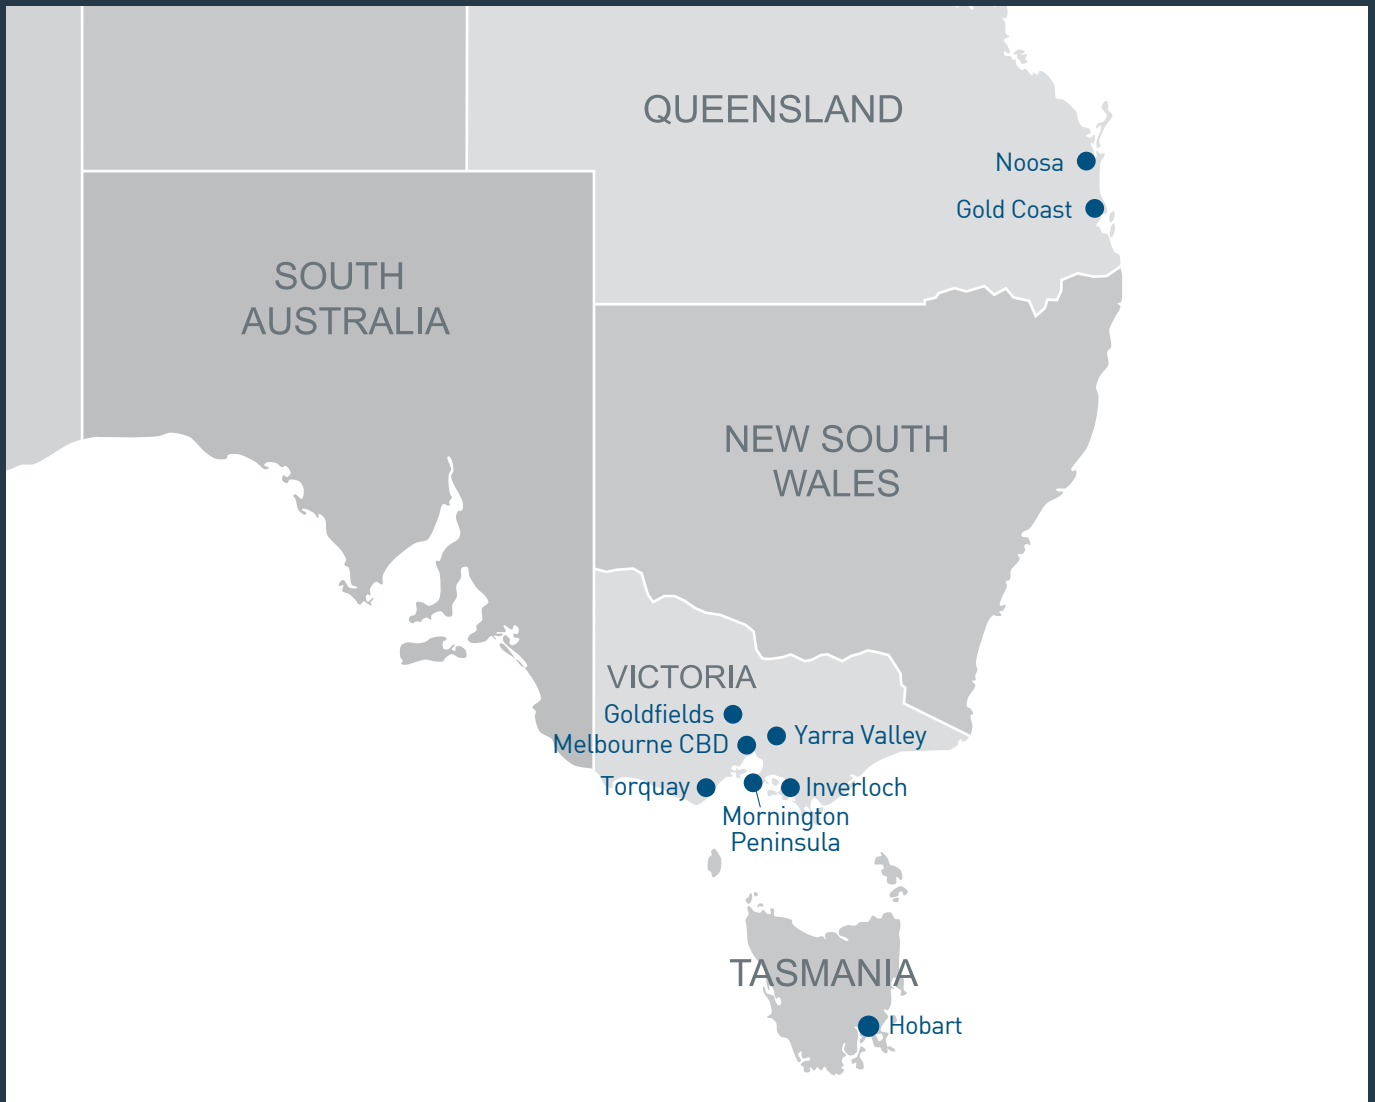 QUEENSLAND
Noosa
Gold Coast
SOUTH
AUSTRALIA
NEW SOUTH
WALES
VICTORIA
Goldfields
Yarra Valley
Melbourne CBD
Torquay
Inverloch
Mornington
Peninsula
TASMANIA
Hobart